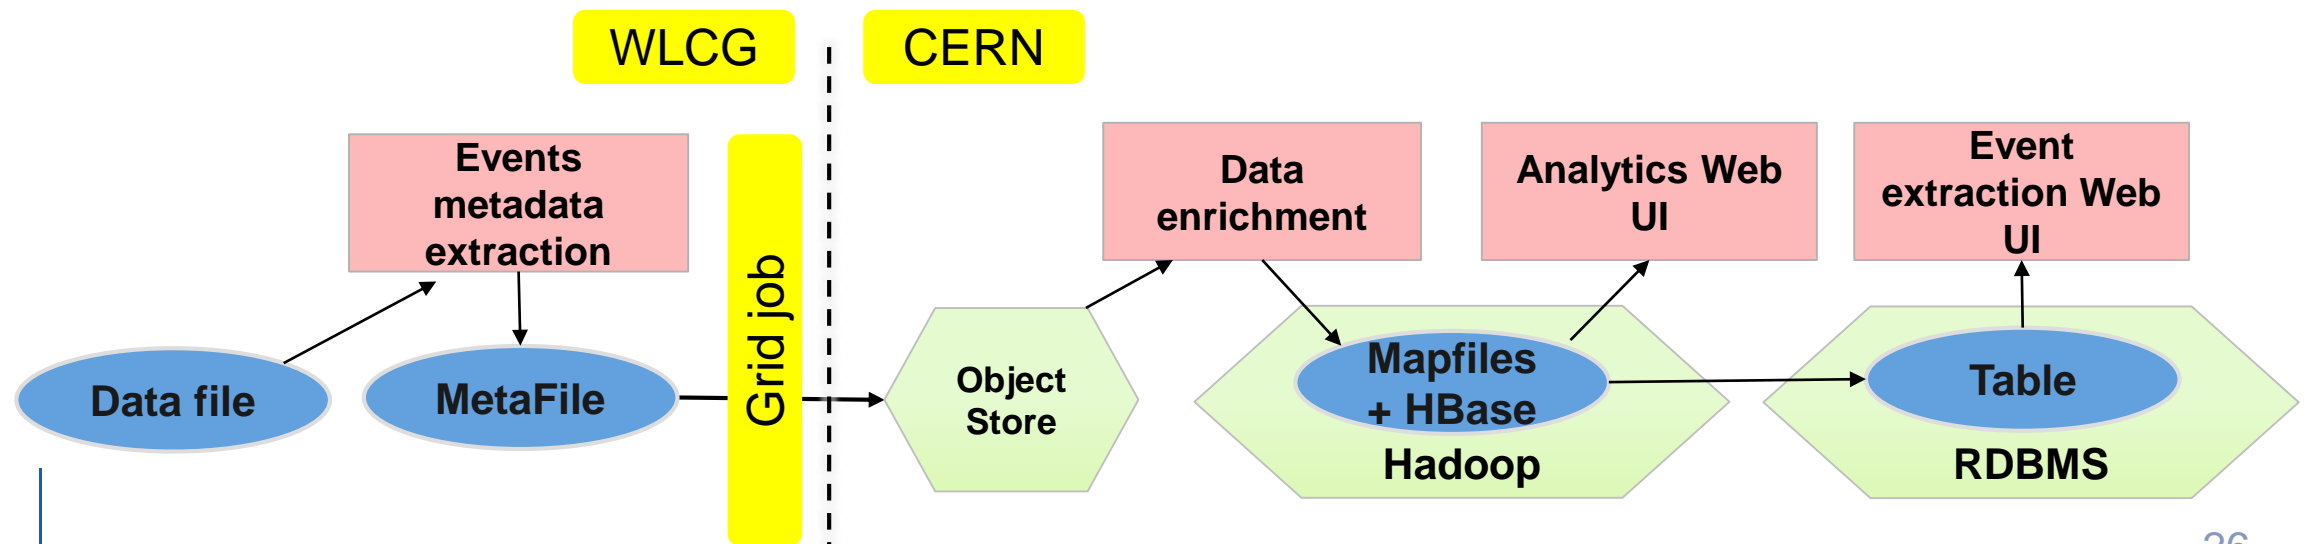 WLCG
CERN
Events
metadata
extraction
Grid job
Data
enrichment
Analytics Web
UI
Event
extraction Web
UI
Data file
MetaFile
Object
Store
Mapfiles
+ HBase
Hadoop
Table
RDBMS
26